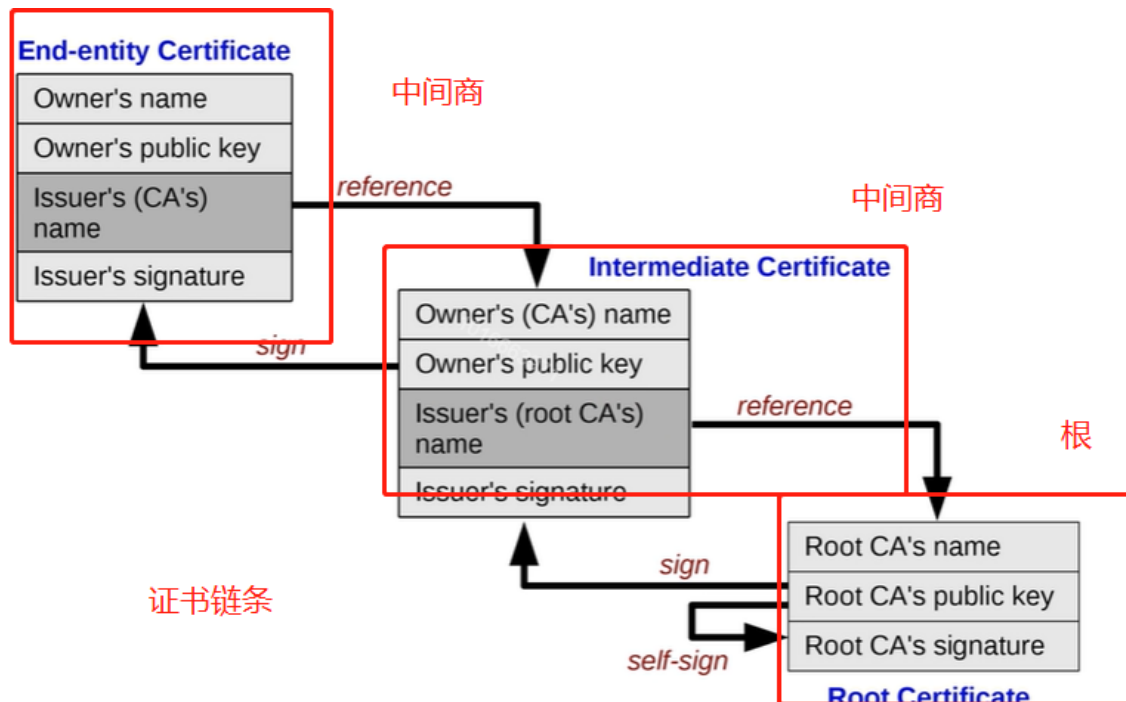 End-entity Certificate
Owner's name
Owner's public key
Issuer's (CA's)
name
Issuer's signature
中间商
reference
中间商
Intermediate Certificate
Owner's (CA's) name
sign
Owner's public key
Issuer's (root CA's)
name
Issuer's signature
reference
根
Root CA's name
sign
Root CA's public key
证书链条
Root CA's signature
self-sign
Root Certificate